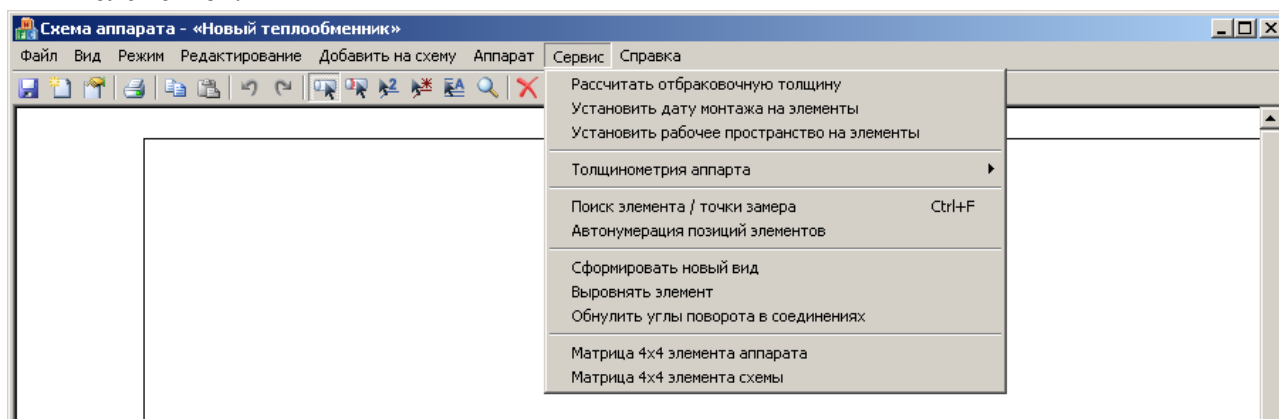 Схема аппарата - «Новый теплообменник»
Файл Вид Режим Редактирование Добавить на схему Аппарат Сервис Справка
Рассчитать отбраковочную толщину
Установить дату монтажа на элементы
Установить рабочее пространство на элементы
Толщинометрия аппарта
Поиск элемента / точки замера Ctrl+F
Автонумерация позиций элементов
Сформировать новый вид
Выровнять элемент
Обнулить углы поворота в соединениях
Матрица 4x4 элемента аппарата
Матрица 4x4 элемента схемы